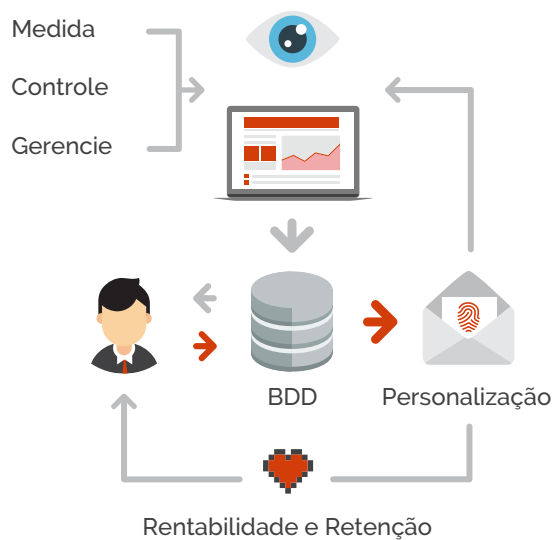 Medida
Controle
Gerencie
BDD
Personalização
Rentabilidade e Retenção